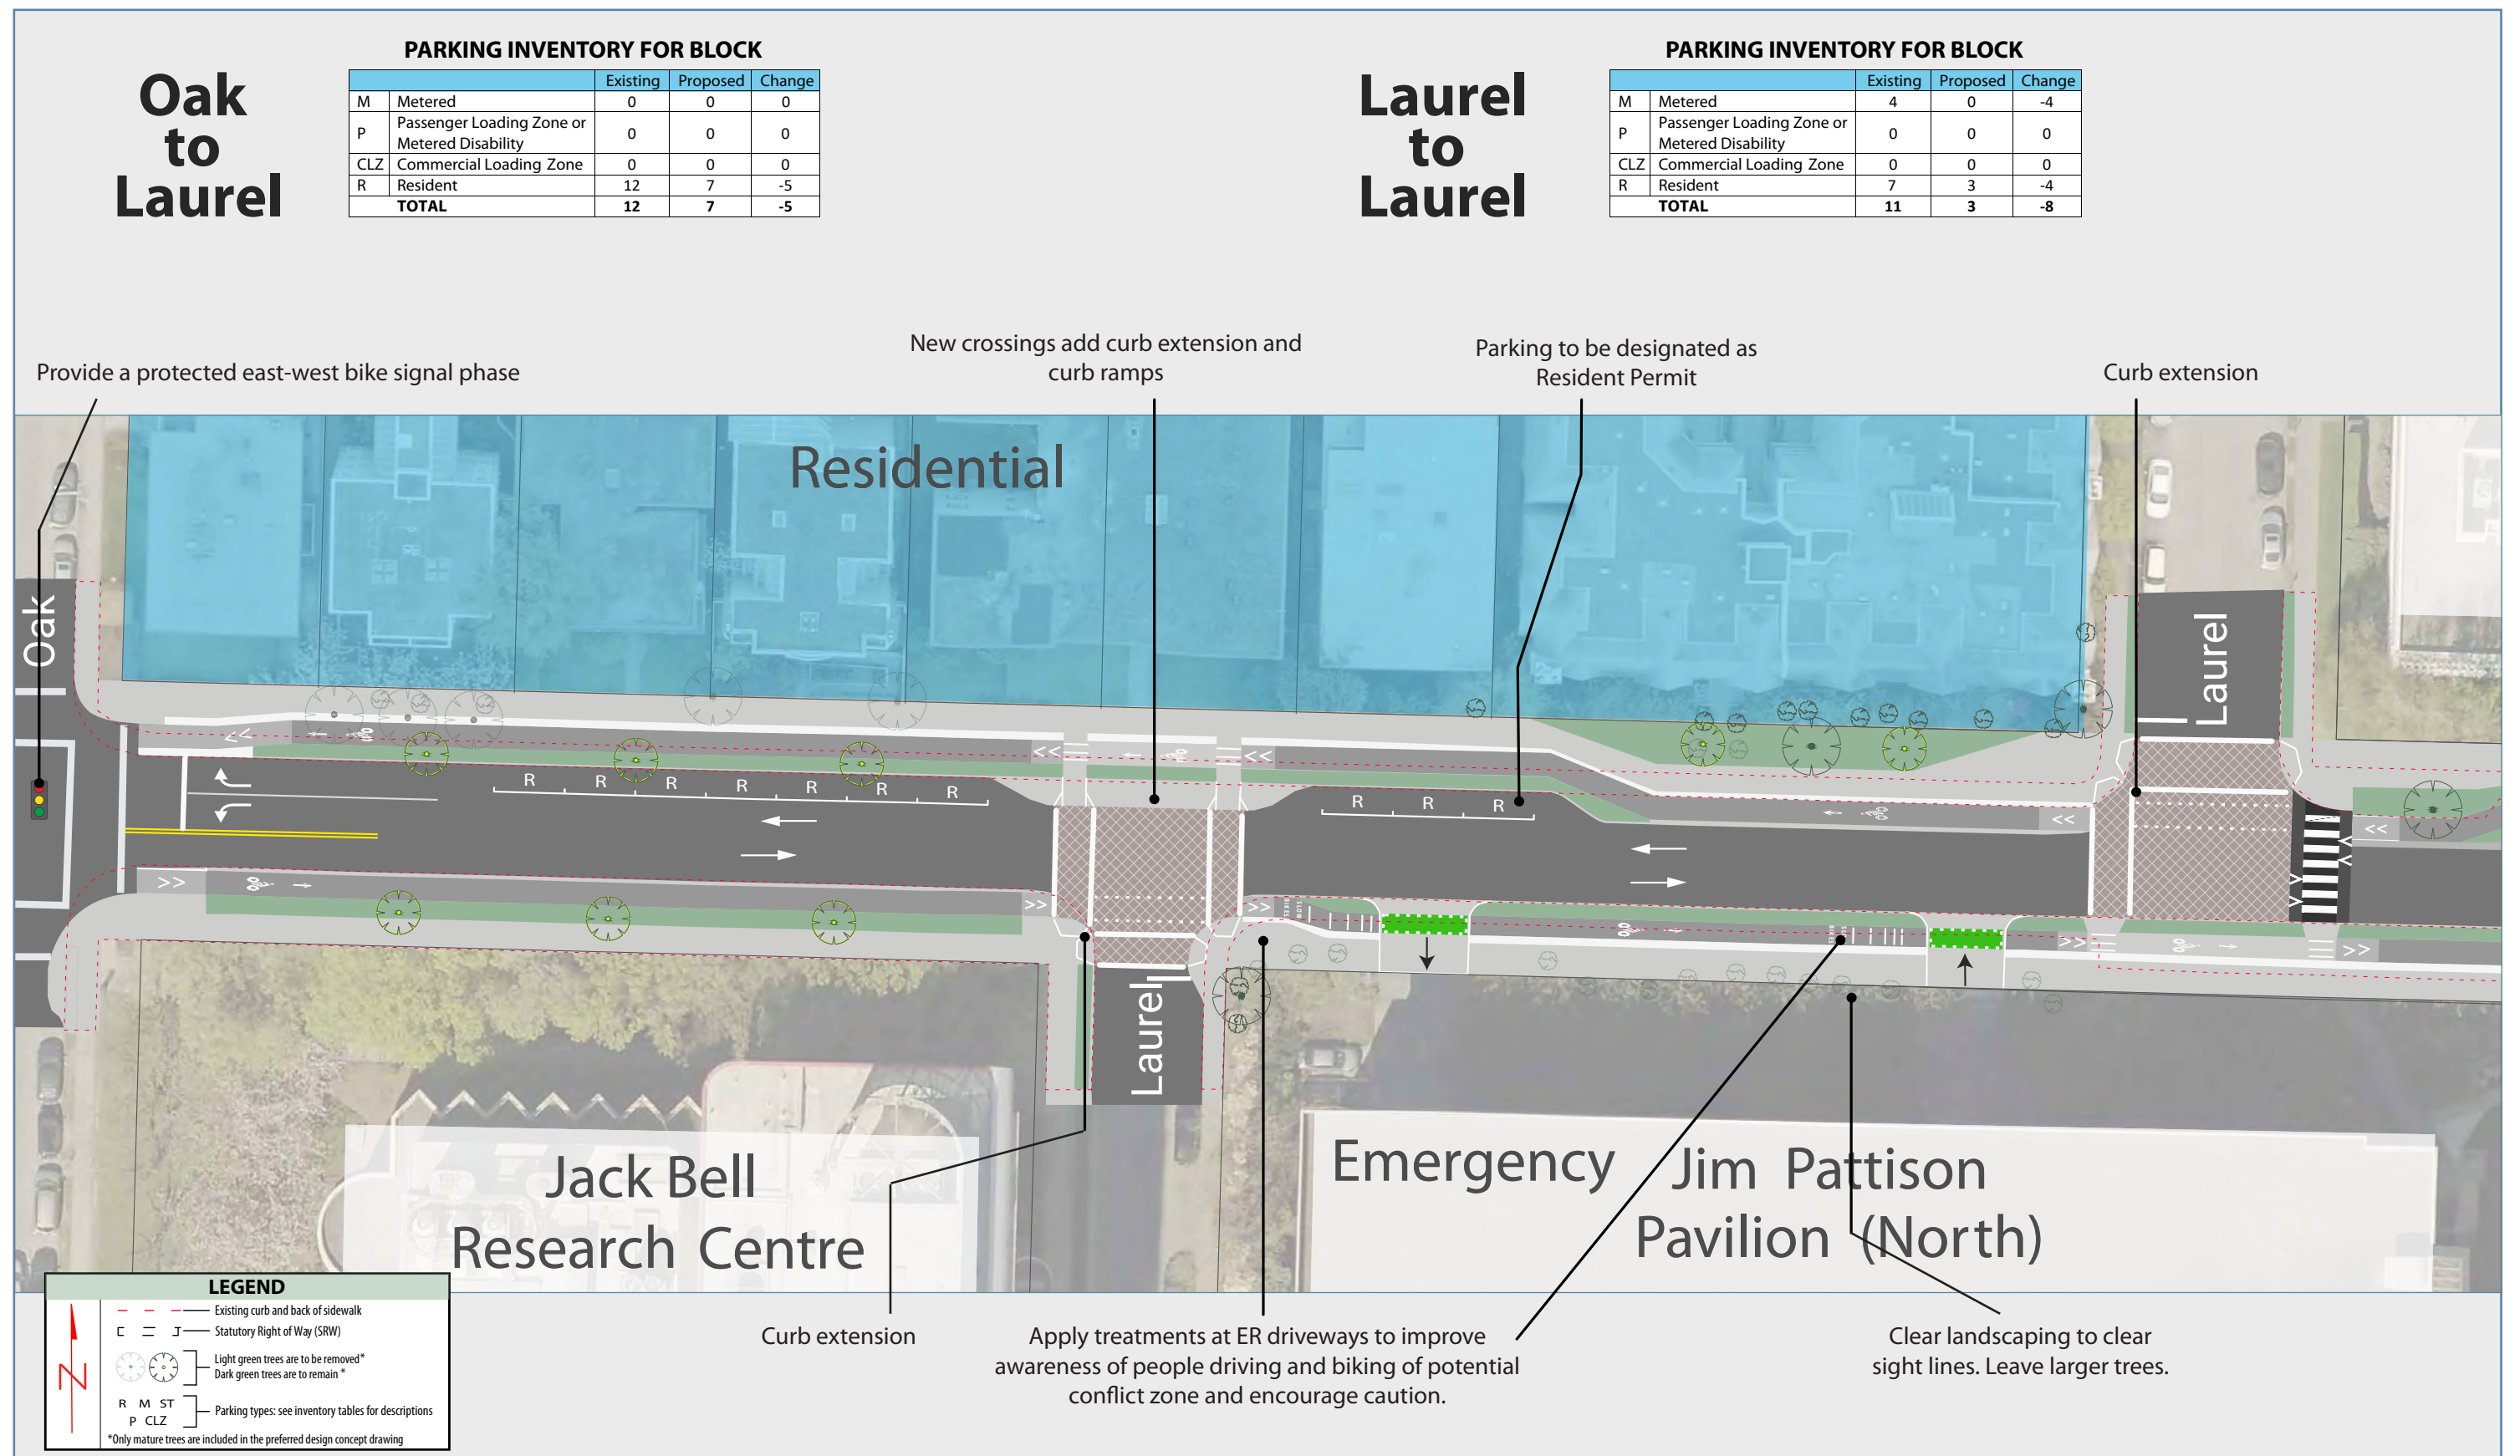 Oak
to
Laurel
PARKING INVENTORY FOR BLOCK
Existing Proposed Change
M Metered 0 0 0
P Passenger Loading Zone or
Metered Disability 0 0 0
CLZ Commercial Loading Zone 0 0 0
R Resident 12 7 -5
TOTAL 12 7 -5
Laurel
to
Laurel
PARKING INVENTORY FOR BLOCK
Existing Proposed Change
M Metered 4 0 -4
P Passenger Loading Zone or
Metered Disability 0 0 0
CLZ Commercial Loading Zone 0 0 0
R Resident 7 3 -4
TOTAL 11 3 -8
Provide a protected east-west bike signal phase
New crossings add curb extension and
curb ramps
Parking to be designated as
Resident Permit
Curb extension
Residential
Oak
Laurel
R R R R R R R
R R R
Laurel
Jack Bell
Research Centre
Emergency
Jim Pattison
Pavilion (North)
Curb extension
Apply treatments at ER driveways to improve
awareness of people driving and biking of potential
conflict zone and encourage caution.
Clear landscaping to clear
sight lines. Leave larger trees.
LEGEND
N
Existing curb and back of sidewalk
Statutory Right of Way (SRW)
Light green trees are to be removed*
Dark green trees are to remain *
R M ST
P CLZ
Parking types: see inventory tables for descriptions
*Only mature trees are included in the preferred design concept drawing